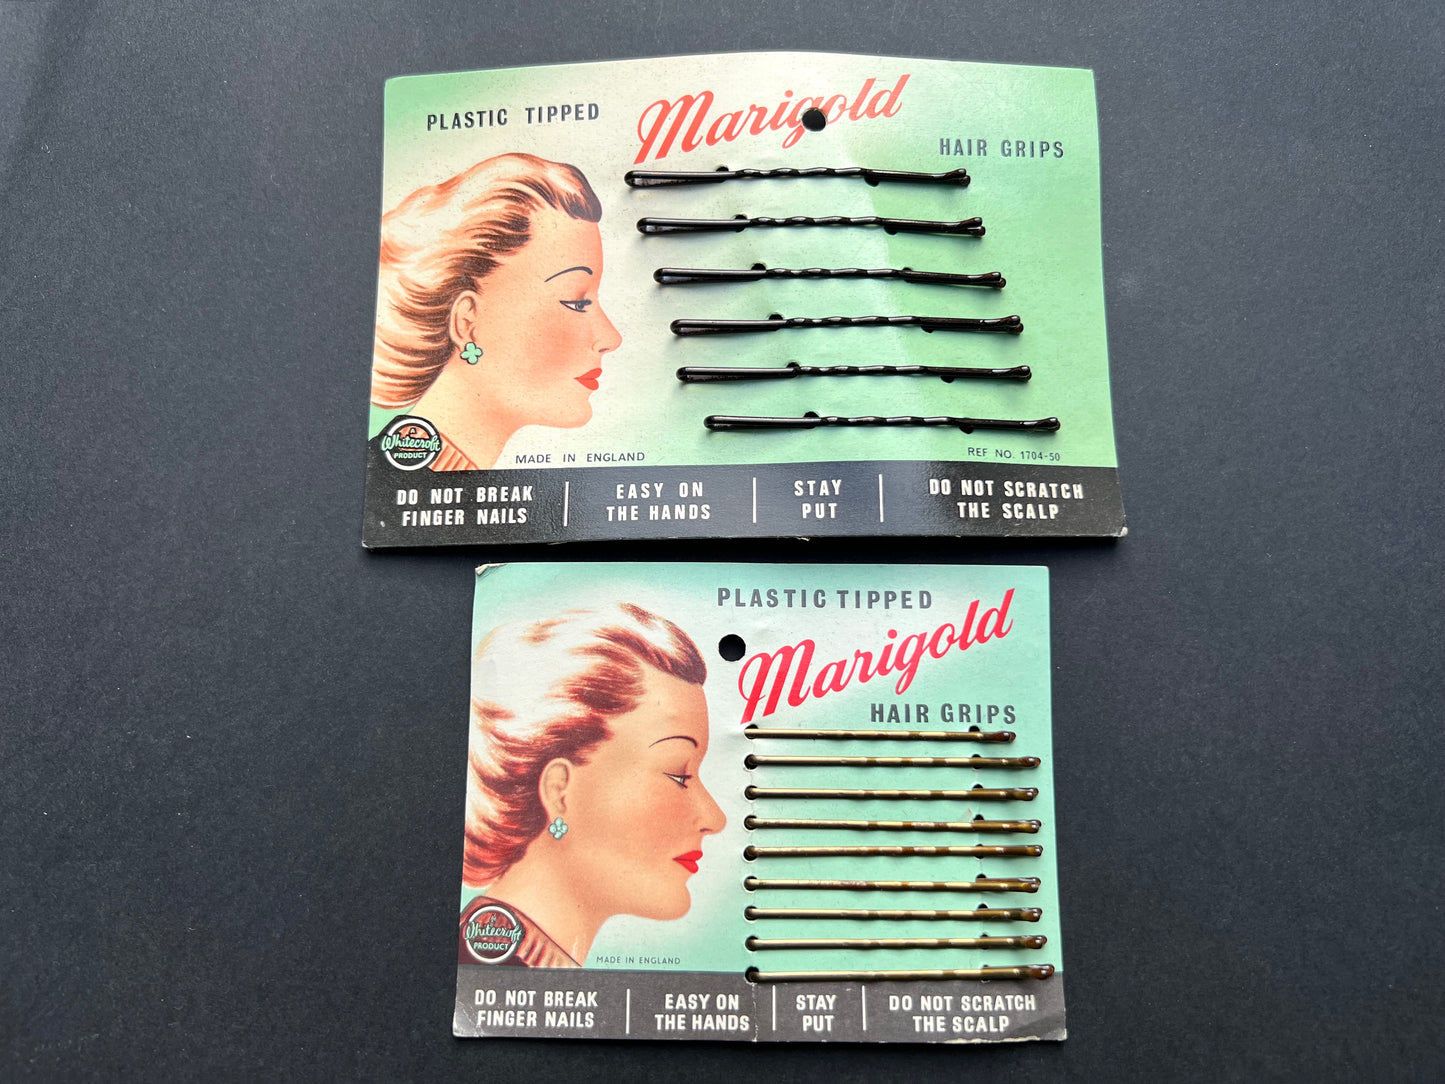 PLASTIC TIPPED
Marigold
HAIR GRIPS
Whitecroft
PRODUCT
MADE IN ENGLAND
REF NO. 1704-50
DO NOT BREAK
FINGER NAILS
EASY ON
THE HANDS
STAY
PUT
DO NOT SCRATCH
THE SCALP
PLASTIC TIPPED
Marigold
HAIR GRIPS
Whitecroft
PRODUCT
MADE IN ENGLAND
DO NOT BREAK
FINGER NAILS
EASY ON
THE HANDS
STAY
PUT
DO NOT SCRATCH
THE SCALP